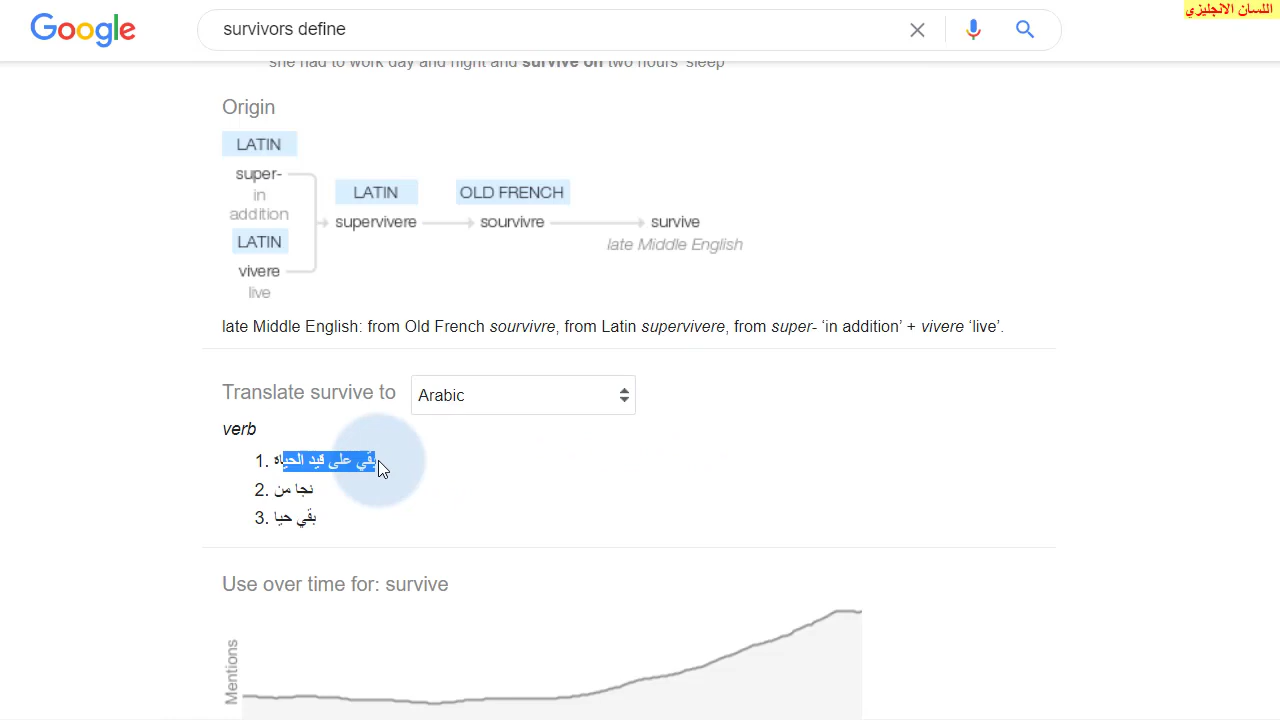 اللسان الانجليزي
Google
survivors define
she had to work day and night and survive on two hours' sleep
Origin
LATIN
super-
in
addition
LATIN
vivere
live
LATIN
supervivere
OLD FRENCH
sourvivre
survive
late Middle English
late Middle English: from Old French sourvivre, from Latin supervivere, from super- ‘in addition’ + vivere ‘live’.
Translate survive to
Arabic
verb
1. بقي على قيد الحياه
2. نجا من
3. بقي حيا
Use over time for: survive
Mentions